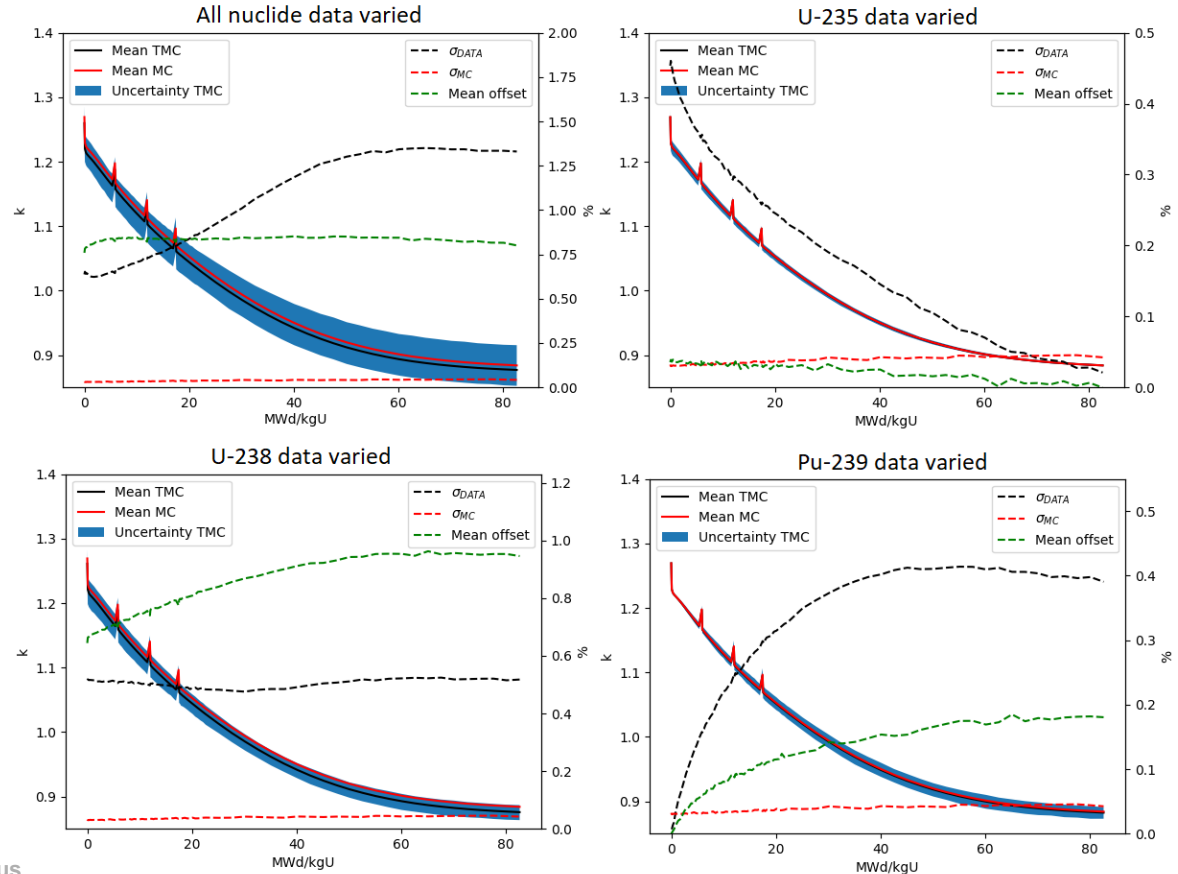 All nuclide data varied
1.4
1.3
1.2
1.1
1.0
0.9
k
Mean TMC
Mean MC
Uncertainty TMC
σDATA
σMC
Mean offset
2.00
1.75
1.50
1.25
1.00
0.75
0.50
0.25
0.00
%
0 20 40 60 80
MWd/kgU
U-235 data varied
1.4
1.3
1.2
1.1
1.0
0.9
k
Mean TMC
Mean MC
Uncertainty TMC
σDATA
σMC
Mean offset
0.5
0.4
0.3
0.2
0.1
0.0
%
0 20 40 60 80
MWd/kgU
U-238 data varied
1.4
1.3
1.2
1.1
1.0
0.9
k
Mean TMC
Mean MC
Uncertainty TMC
σDATA
σMC
Mean offset
1.2
1.0
0.8
0.6
0.4
0.2
0.0
%
0 20 40 60 80
MWd/kgU
Pu-239 data varied
1.4
1.3
1.2
1.1
1.0
0.9
k
Mean TMC
Mean MC
Uncertainty TMC
σDATA
σMC
Mean offset
0.5
0.4
0.3
0.2
0.1
0.0
%
0 20 40 60 80
MWd/kgU
us